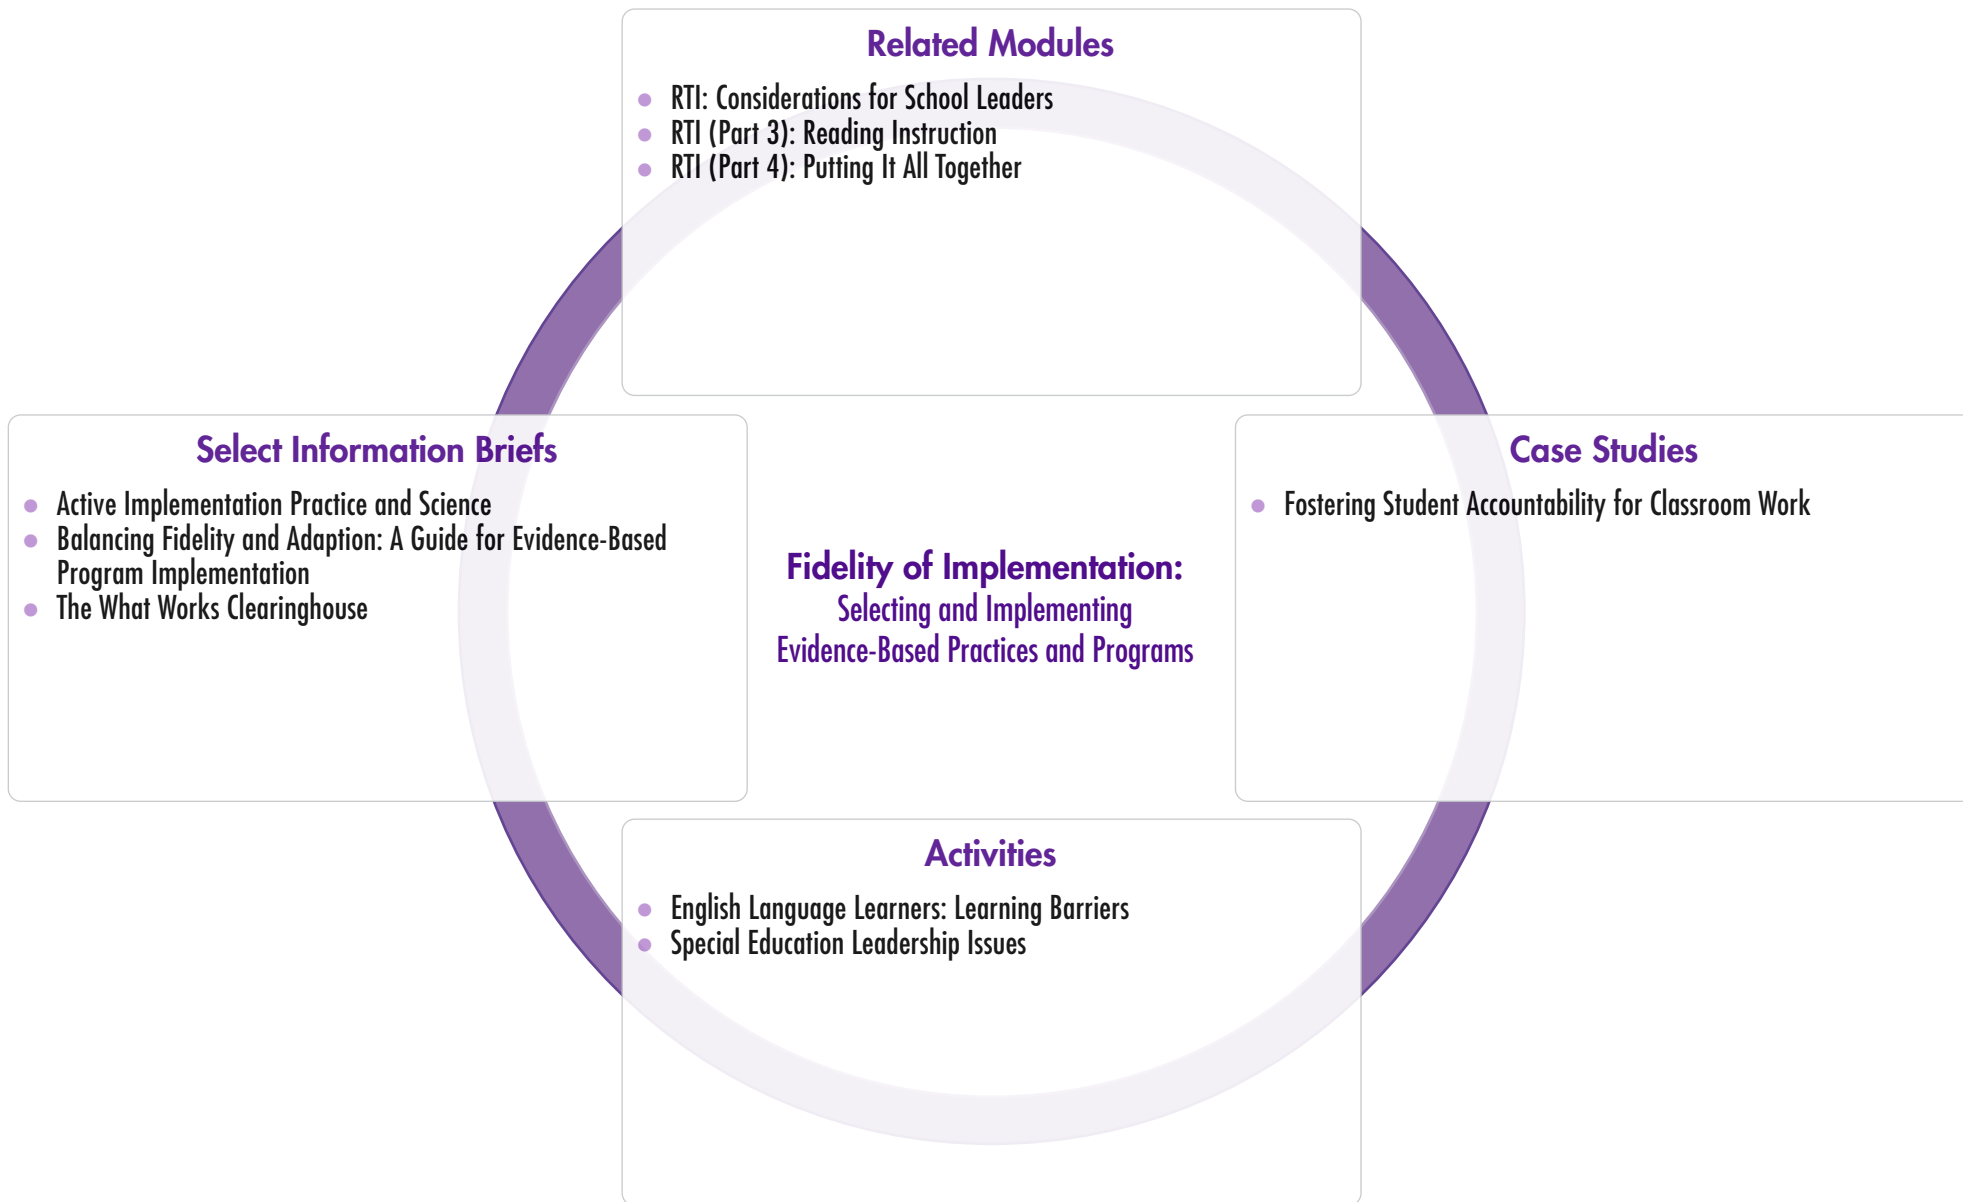 Related Modules
RTI: Considerations for School Leaders
RTI (Part 3): Reading Instruction
RTI (Part 4): Putting It All Together
Select Information Briefs
Active Implementation Practice and Science
Balancing Fidelity and Adaption: A Guide for Evidence-Based
Program Implementation
The What Works Clearinghouse
Fidelity of Implementation:
Selecting and Implementing
Evidence-Based Practices and Programs
Case Studies
Fostering Student Accountability for Classroom Work
Activities
English Language Learners: Learning Barriers
Special Education Leadership Issues